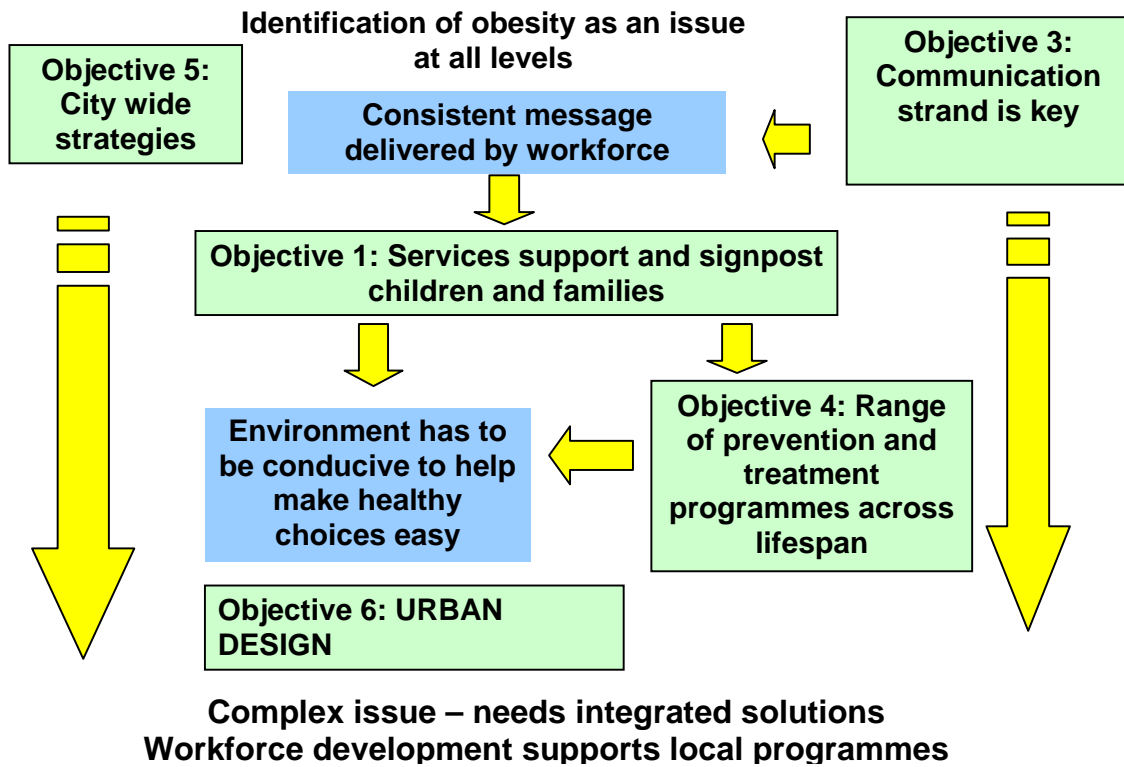 Identification of obesity as an issue
at all levels
Objective 5:
City wide
strategies
Objective 3:
Communication
strand is key
Consistent message
delivered by workforce
Objective 1: Services support and signpost
children and families
Environment has to
be conducive to help
make healthy
choices easy
Objective 4: Range
of prevention and
treatment
programmes across
lifespan
Objective 6: URBAN
DESIGN
Complex issue – needs integrated solutions
Workforce development supports local programmes